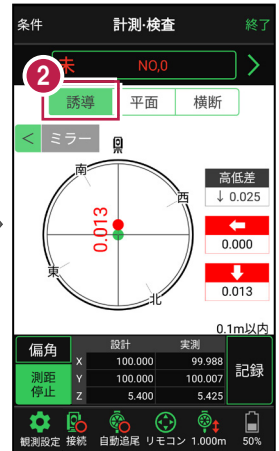 条件 計測・検査 終了
2
未 NO,0 >
誘導 平面 横断
< ミラー
南
西
東
北
0.013
高低差
↓ 0.025
0.000
0.013
0.1m以内
偏角 設計 実測
X 100.000 99.988
測距停止 Y 100.000 100.007 記録
Z 5.400 5.425
観測設定 接続 自動追尾 リモコン 1.000m 50%